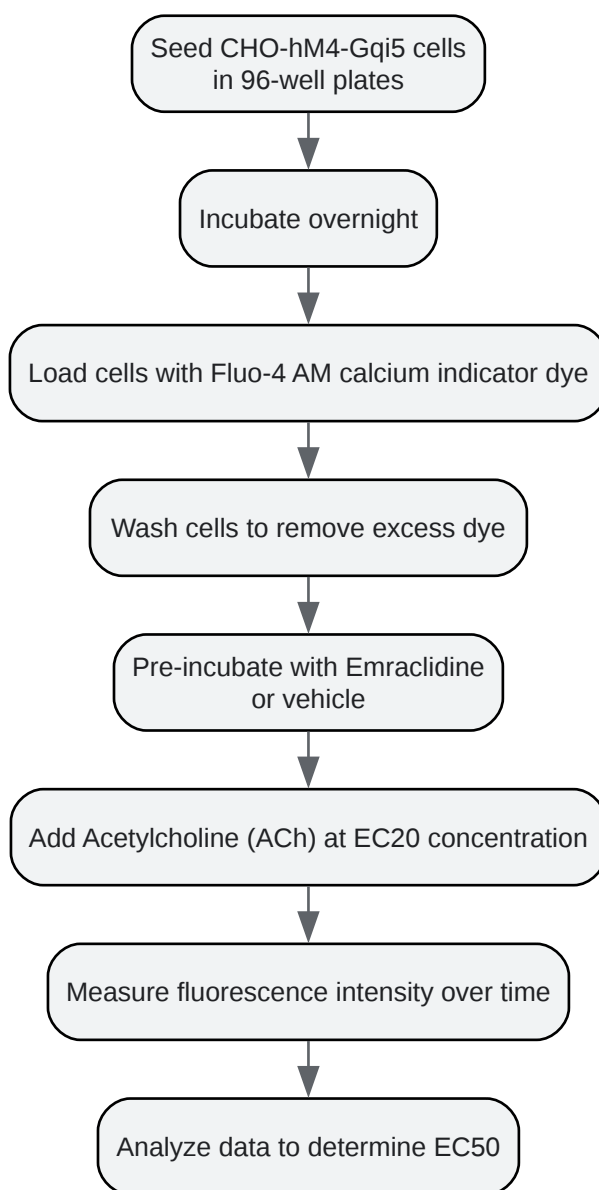 Seed CHO-hM4-Gqi5 cells
in 96-well plates
Incubate overnight
Load cells with Fluo-4 AM calcium indicator dye
Wash cells to remove excess dye
Pre-incubate with Emraclidine
or vehicle
Add Acetylcholine (ACh) at EC20 concentration
Measure fluorescence intensity over time
Analyze data to determine EC50